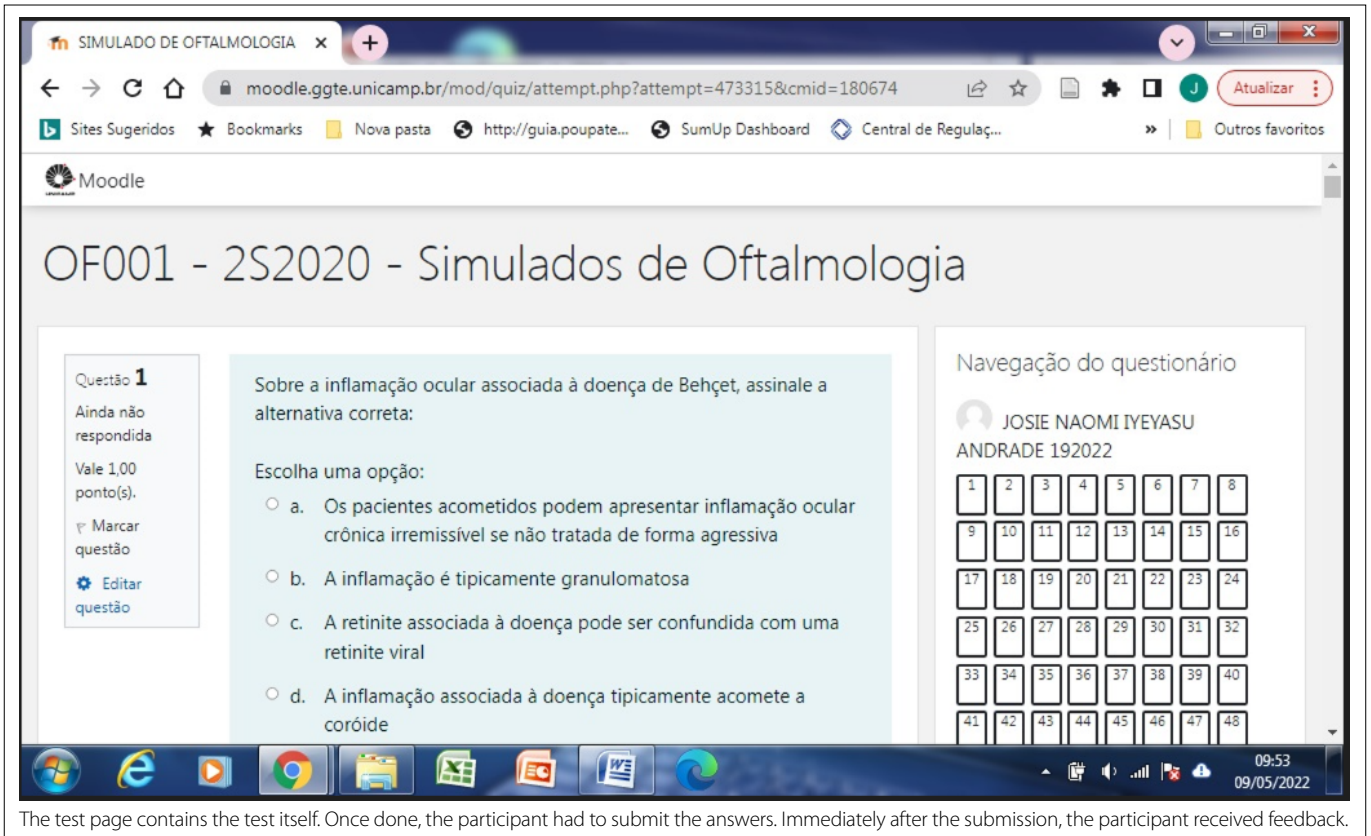 SIMULADO DE OFTALMOLOGIA
moodle.ggte.unicamp.br/mod/quiz/attempt.php?attempt=473315&cmid=180674
J
Atualizar
Sites Sugeridos
Bookmarks
Nova pasta
http://guia.poupate...
SumUp Dashboard
Central de Regulaç...
»
Outros favoritos
Moodle
OF001 - 2S2020 - Simulados de Oftalmologia
Questão 1
Ainda não
respondida
Vale 1,00
ponto(s).
Marcar
questão
Editar
questão
Sobre a inflamação ocular associada à doença de Behçet, assinale a
alternativa correta:
Escolha uma opção:
a. Os pacientes acometidos podem apresentar inflamação ocular
crônica irremissível se não tratada de forma agressiva
b. A inflamação é tipicamente granulomatosa
c. A retinite associada à doença pode ser confundida com uma
retinite viral
d. A inflamação associada à doença tipicamente acomete a
coróide
Navegação do questionário
JOSIE NAOMI IYEYASU
ANDRADE 192022
1 2 3 4 5 6 7 8
9 10 11 12 13 14 15 16
17 18 19 20 21 22 23 24
25 26 27 28 29 30 31 32
33 34 35 36 37 38 39 40
41 42 43 44 45 46 47 48
09:53
09/05/2022
The test page contains the test itself. Once done, the participant had to submit the answers. Immediately after the submission, the participant received feedback.